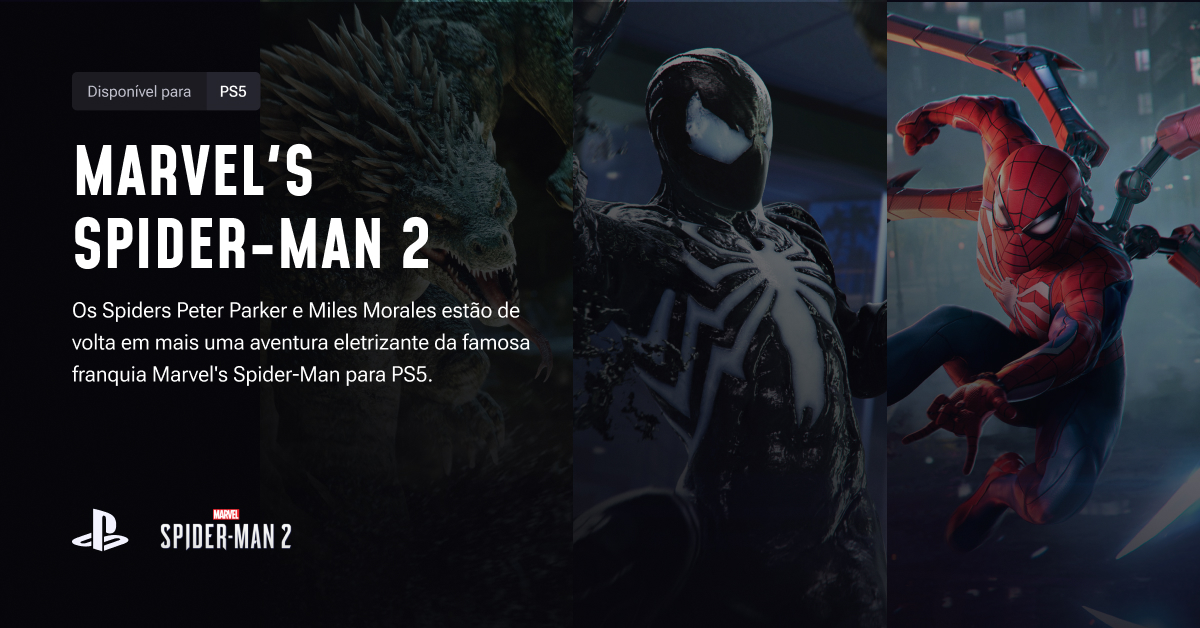 Disponível para PS5
MARVEL'S
SPIDER-MAN 2
Os Spiders Peter Parker e Miles Morales estão de
volta em mais uma aventura eletrizante da famosa
franquia Marvel's Spider-Man para PS5.
MARVEL
SPIDER-MAN 2